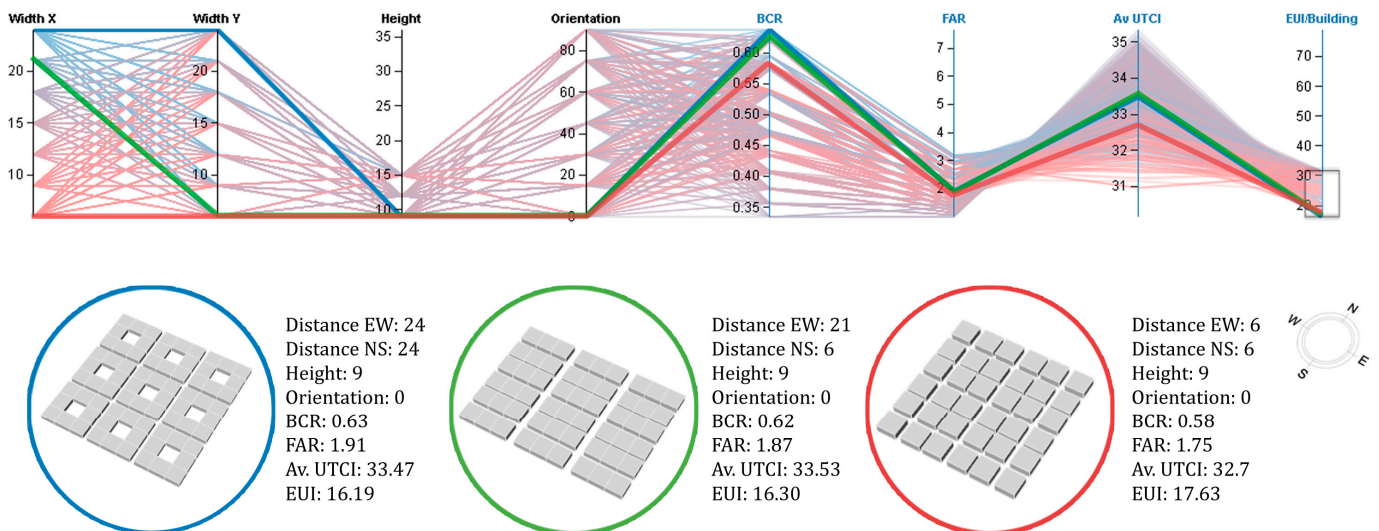 Width X Width Y Height Orientation BCR FAR Av UTCI EUI/Building
20
15
10
20
15
10
35
30
25
20
15
10
80
60
40
20
0
0.60
0.55
0.50
0.45
0.40
0.35
7
6
5
4
3
2
35
34
33
32
31
70
60
50
40
30
20
Distance EW: 24
Distance NS: 24
Height: 9
Orientation: 0
BCR: 0.63
FAR: 1.91
Av. UTCI: 33.47
EUI: 16.19
Distance EW: 21
Distance NS: 6
Height: 9
Orientation: 0
BCR: 0.62
FAR: 1.87
Av. UTCI: 33.53
EUI: 16.30
Distance EW: 6
Distance NS: 6
Height: 9
Orientation: 0
BCR: 0.58
FAR: 1.75
Av. UTCI: 32.7
EUI: 17.63
N
W
E
S